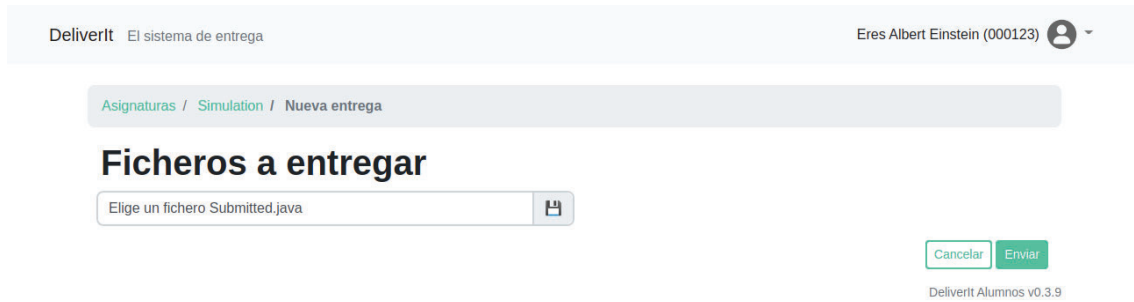 DeliverIt El sistema de entrega Eres Albert Einstein (000123)
Asignaturas / Simulation / Nueva entrega
Ficheros a entregar
Elige un fichero Submitted.java
Cancelar Enviar
DeliverIt Alumnos v0.3.9